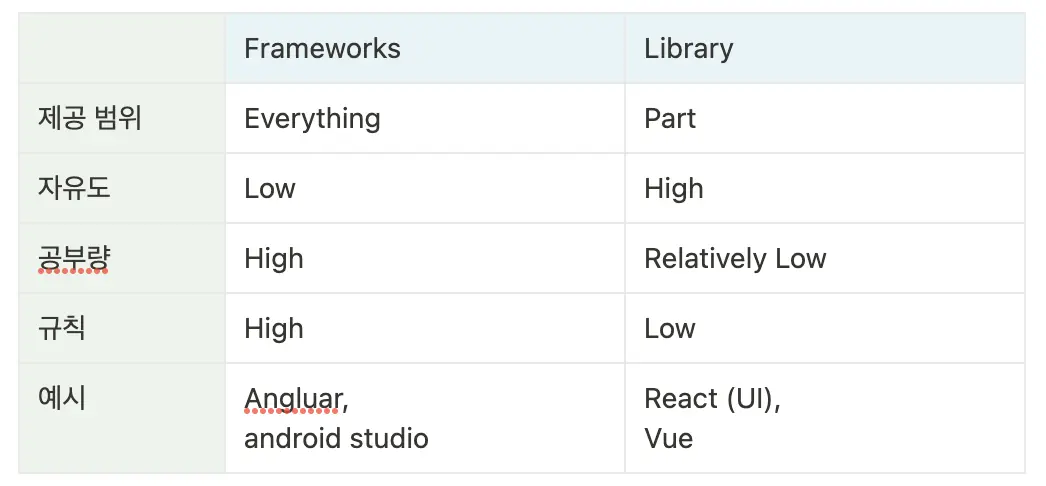 Frameworks Library
제공 범위 Everything Part
자유도 Low High
공부량 High Relatively Low
규칙 High Low
예시 Angluar, React (UI),
android studio Vue